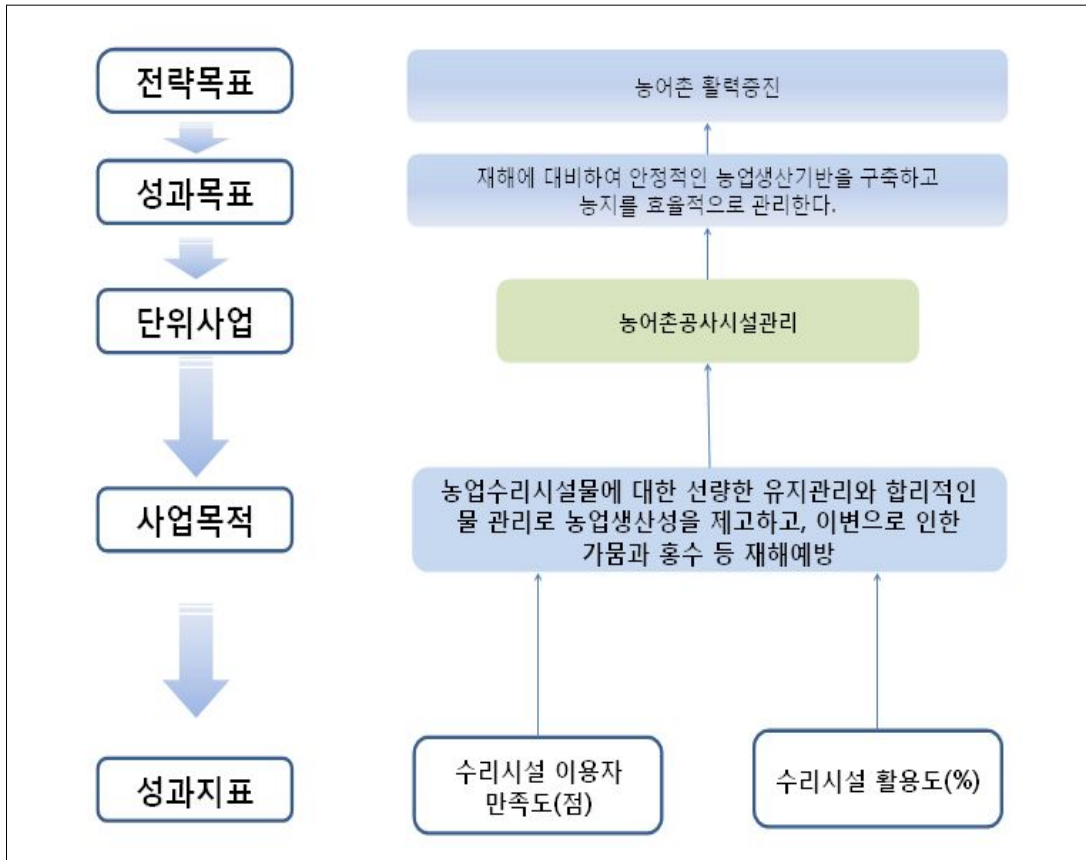 전략목표
농어촌 활력증진
성과목표
재해에 대비하여 안정적인 농업생산기반을 구축하고
농지를 효율적으로 관리한다.
단위사업
농어촌공사시설관리
사업목적
농업수리시설물에 대한 선량한 유지관리와 합리적인
물 관리로 농업생산성을 제고하고, 이변으로 인한
가뭄과 홍수 등 재해예방
성과지표
수리시설 이용자
만족도(점)
수리시설 활용도(%)